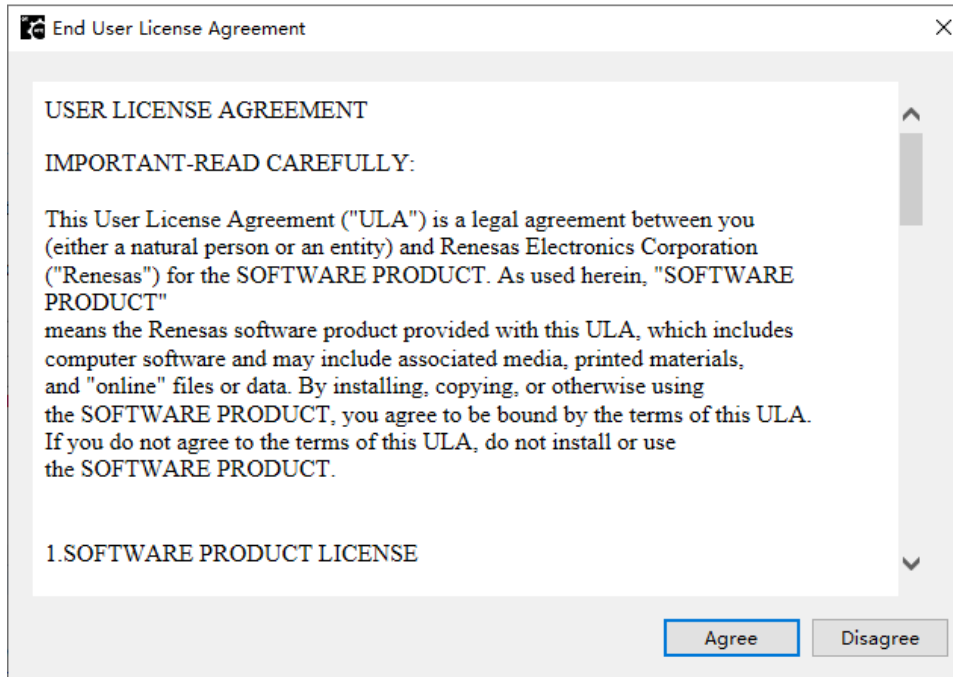 End User License Agreement
USER LICENSE AGREEMENT
IMPORTANT-READ CAREFULLY:
This User License Agreement ("ULA") is a legal agreement between you
(either a natural person or an entity) and Renesas Electronics Corporation
("Renesas") for the SOFTWARE PRODUCT. As used herein, "SOFTWARE
PRODUCT"
means the Renesas software product provided with this ULA, which includes
computer software and may include associated media, printed materials,
and "online" files or data. By installing, copying, or otherwise using
the SOFTWARE PRODUCT, you agree to be bound by the terms of this ULA.
If you do not agree to the terms of this ULA, do not install or use
the SOFTWARE PRODUCT.
1.SOFTWARE PRODUCT LICENSE
Agree
Disagree